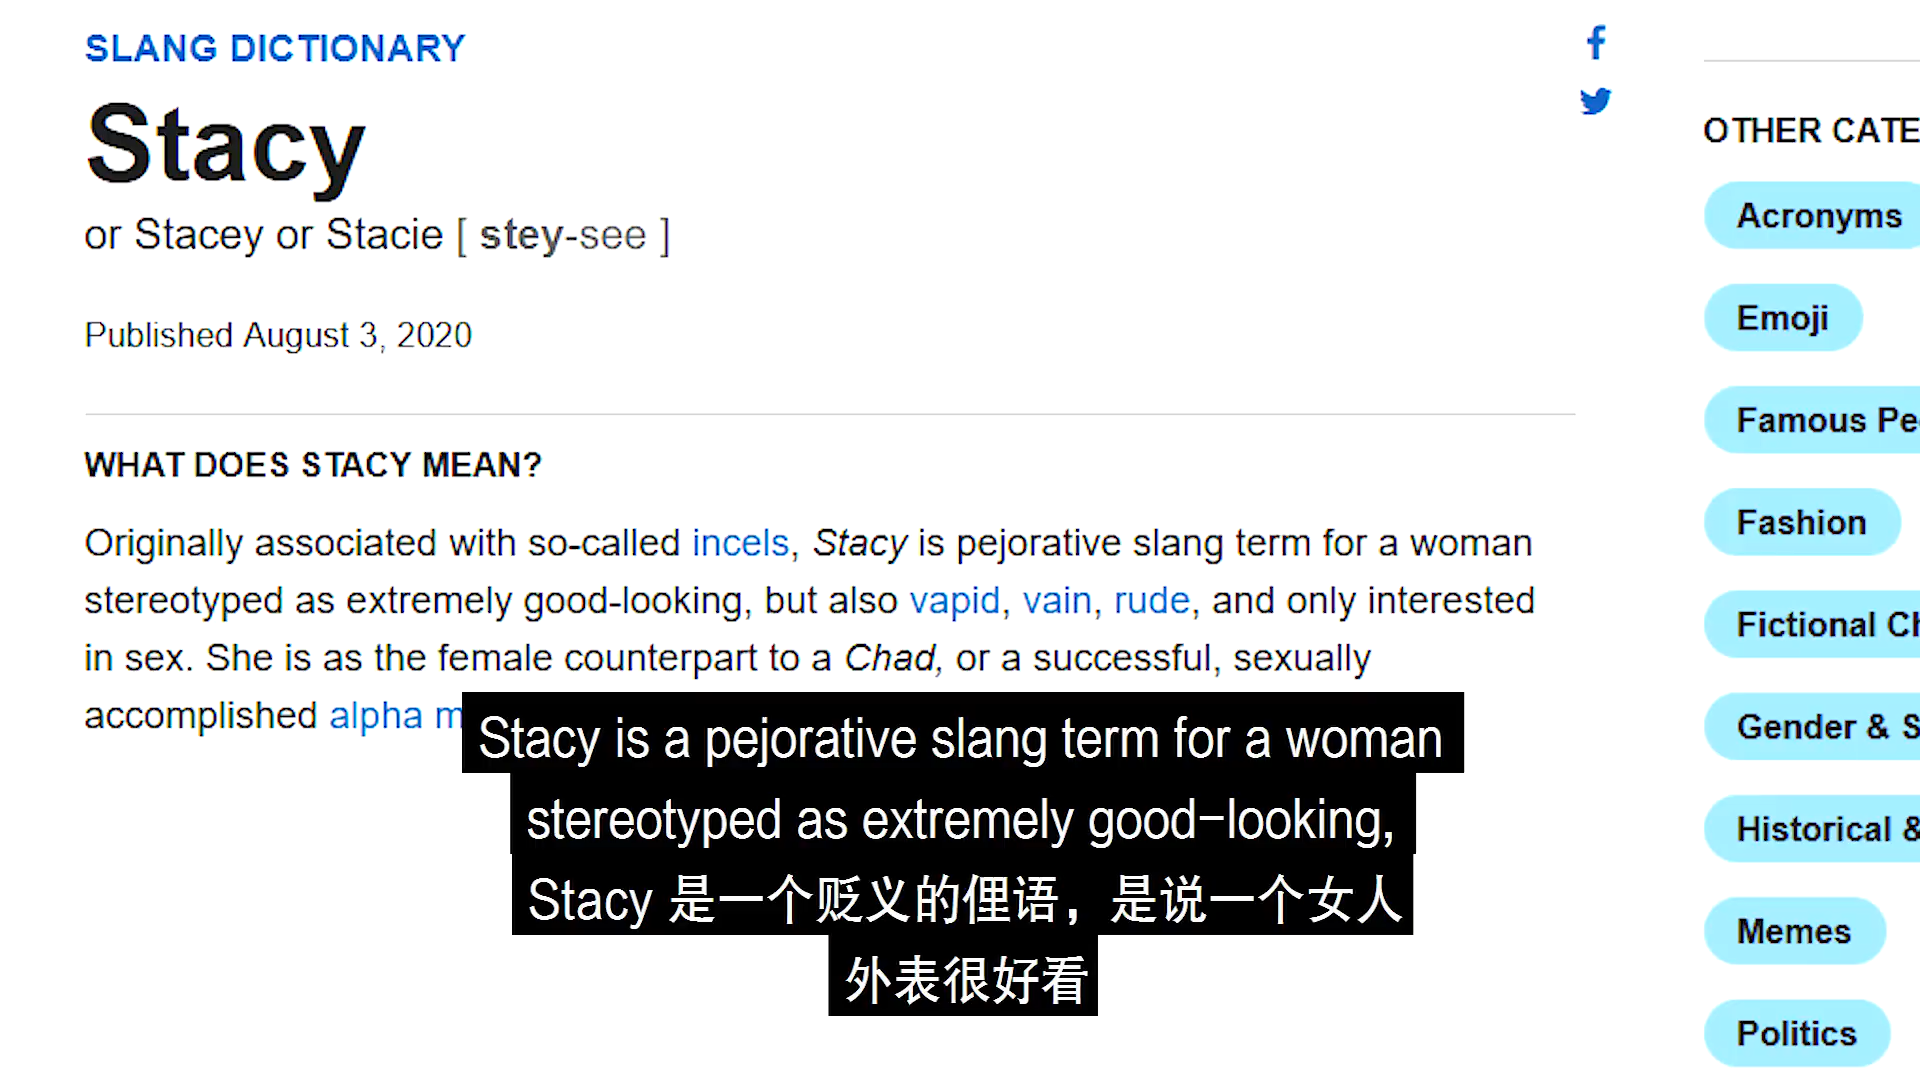 SLANG DICTIONARY
Stacy
or Stacey or Stacie [ stey-see ]
Published August 3, 2020
WHAT DOES STACY MEAN?
Originally associated with so-called incels, Stacy is pejorative slang term for a woman
stereotyped as extremely good-looking, but also vapid, vain, rude, and only interested
in sex. She is as the female counterpart to a Chad, or a successful, sexually
accomplished alpha m
Stacy is a pejorative slang term for a woman
stereotyped as extremely good-looking,
Stacy 是一个贬义的俚语，是说一个女人
外表很好看
OTHER CATE
Acronyms
Emoji
Famous Pe
Fashion
Fictional Ch
Gender & S
Historical &
Memes
Politics